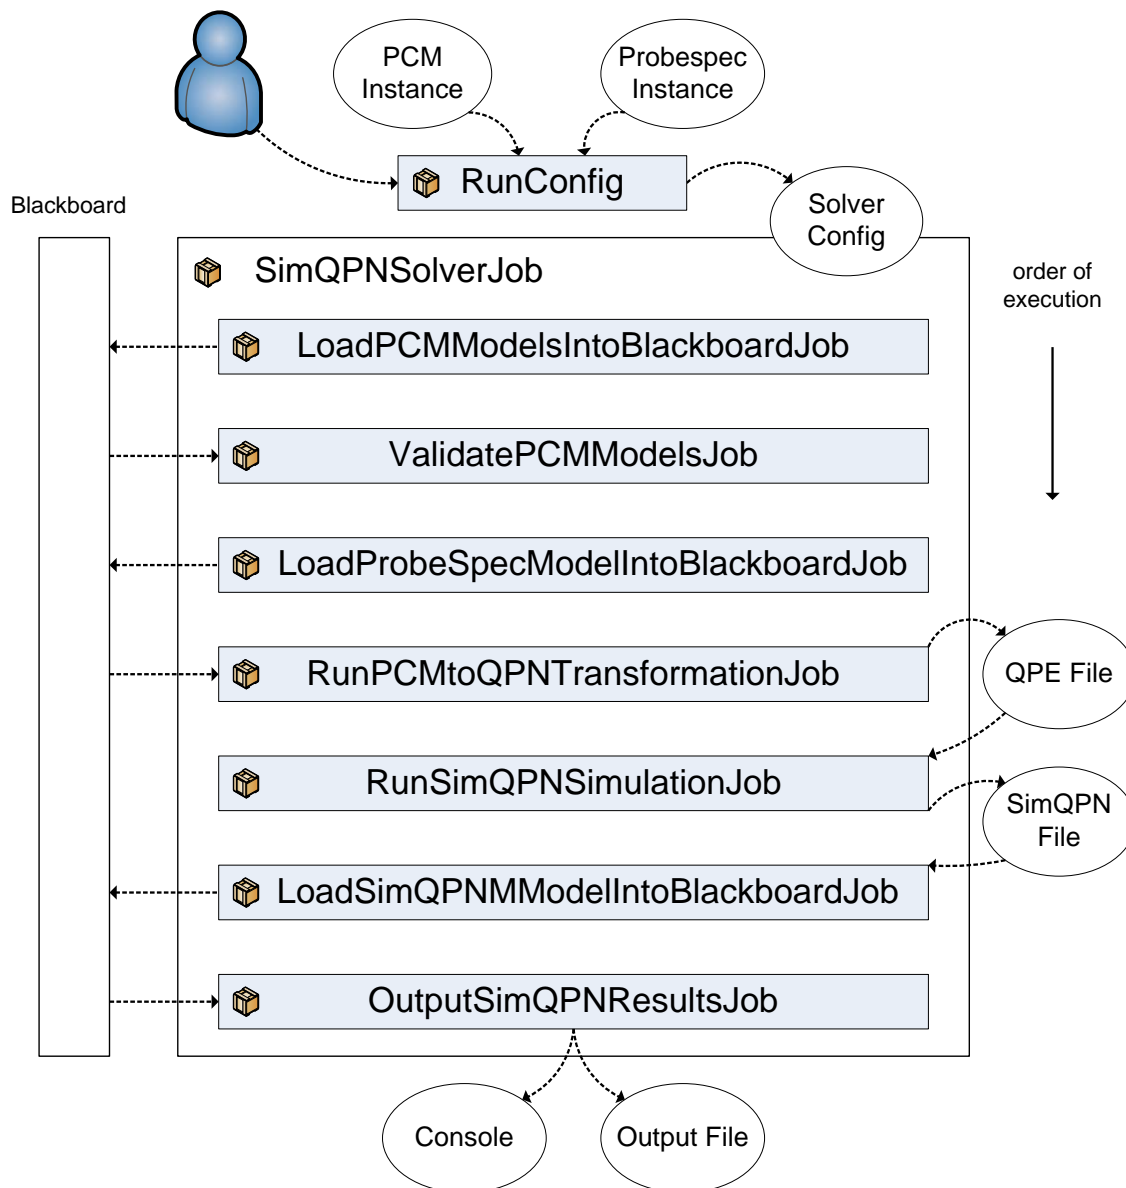 PCM
Instance
Probespec
Instance
RunConfig
Blackboard
Solver
Config
SimQPNSolverJob
order of
execution
LoadPCMModelsIntoBlackboardJob
ValidatePCMModelsJob
LoadProbeSpecModelIntoBlackboardJob
RunPCMtoQPNTransformationJob
QPE File
RunSimQPNSimulationJob
SimQPN
File
LoadSimQPNMModelIntoBlackboardJob
OutputSimQPNResultsJob
Console
Output File